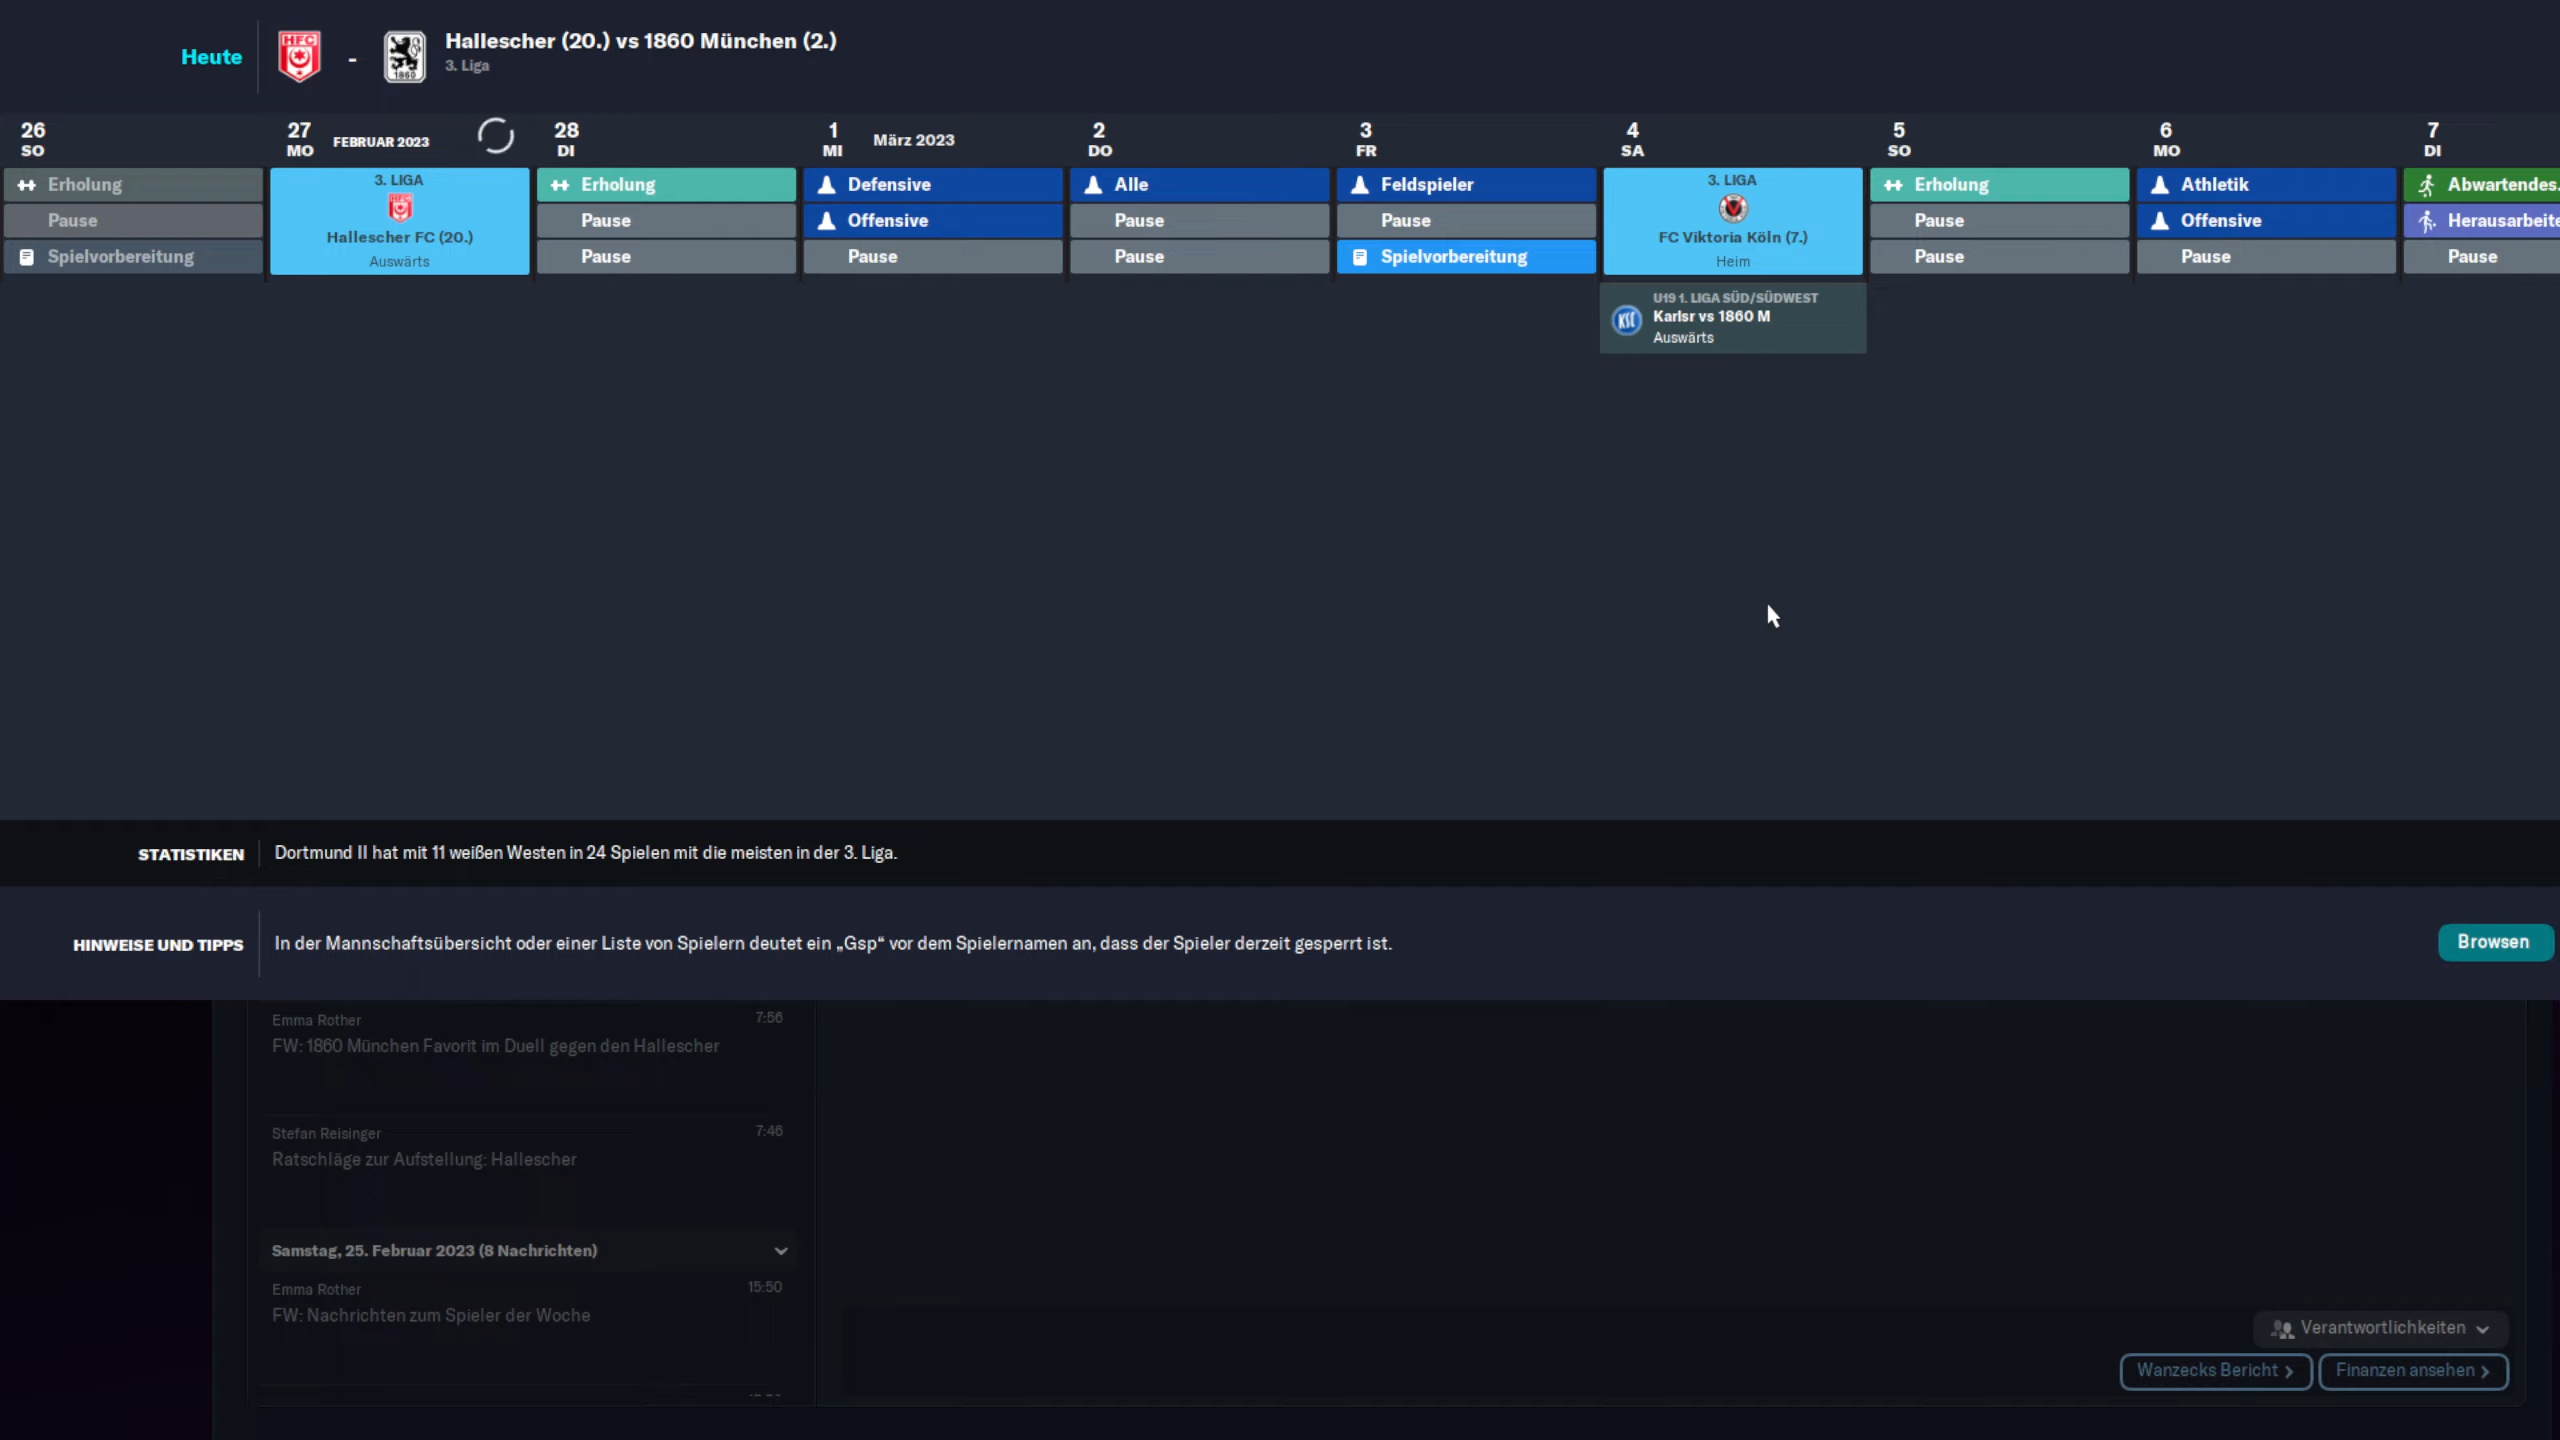 Heute
Hallescher (20.) vs 1860 München (2.)
3. Liga
26
SO
27
MO
FEBRUAR 2023
28
DI
1
MI
März 2023
2
DO
3
FR
4
SA
5
SO
6
MO
7
DI
Erholung
Pause
Spielvorbereitung
3. LIGA
HFC
Hallescher FC (20.)
Auswärts
Erholung
Pause
Pause
Defensive
Offensive
Pause
Alle
Pause
Pause
Feldspieler
Pause
Spielvorbereitung
3. LIGA
FC Viktoria Köln (7.)
Heim
U19 1. LIGA SÜD/SÜDWEST
KSC
Karlsr vs 1860 M
Auswärts
Erholung
Pause
Pause
Athletik
Offensive
Pause
Abwartendes.
Herausarbeite
Pause
STATISTIKEN
Dortmund II hat mit 11 weißen Westen in 24 Spielen mit die meisten in der 3. Liga.
HINWEISE UND TIPPS
In der Mannschaftsübersicht oder einer Liste von Spielern deutet ein „Gsp“ vor dem Spielernamen an, dass der Spieler derzeit gesperrt ist.
Browsen
Emma Rother
7:56
FW: 1860 München Favorit im Duell gegen den Hallescher
Stefan Reisinger
7:46
Ratschläge zur Aufstellung: Hallescher
Samstag, 25. Februar 2023 (8 Nachrichten)
Emma Rother
15:50
FW: Nachrichten zum Spieler der Woche
Verantwortlichkeiten
Wanzecks Bericht
Finanzen ansehen